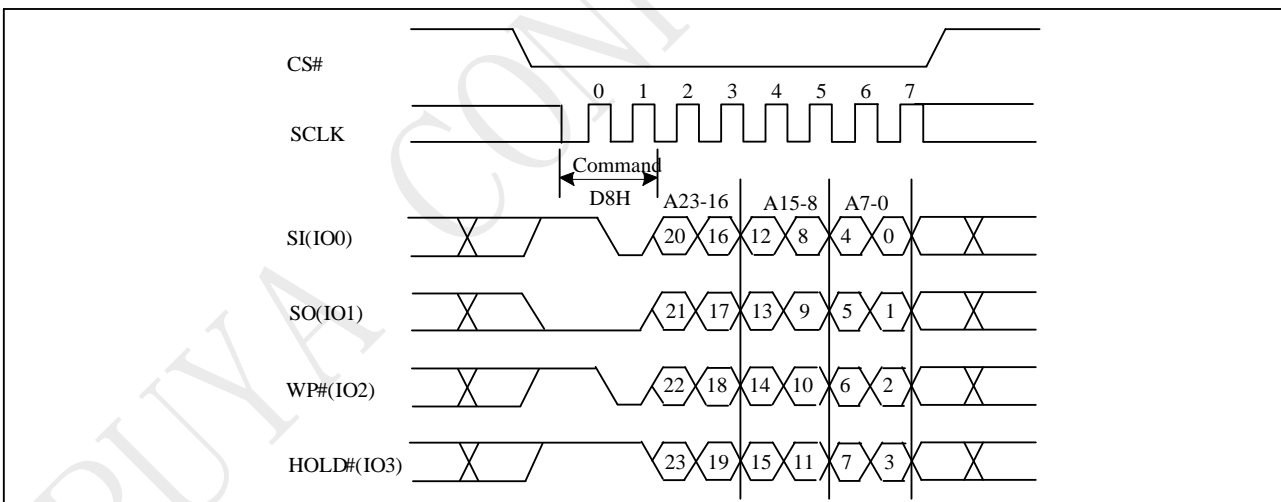 CS#
0 1 2 3 4 5 6 7
SCLK
Command
D8H
A23-16 A15-8 A7-0
SI(IO0) 20 16 12 8 4 0
SO(IO1) 21 17 13 9 5 1
WP#(IO2) 22 18 14 10 6 2
HOLD#(IO3) 23 19 15 11 7 3
PUYA CON